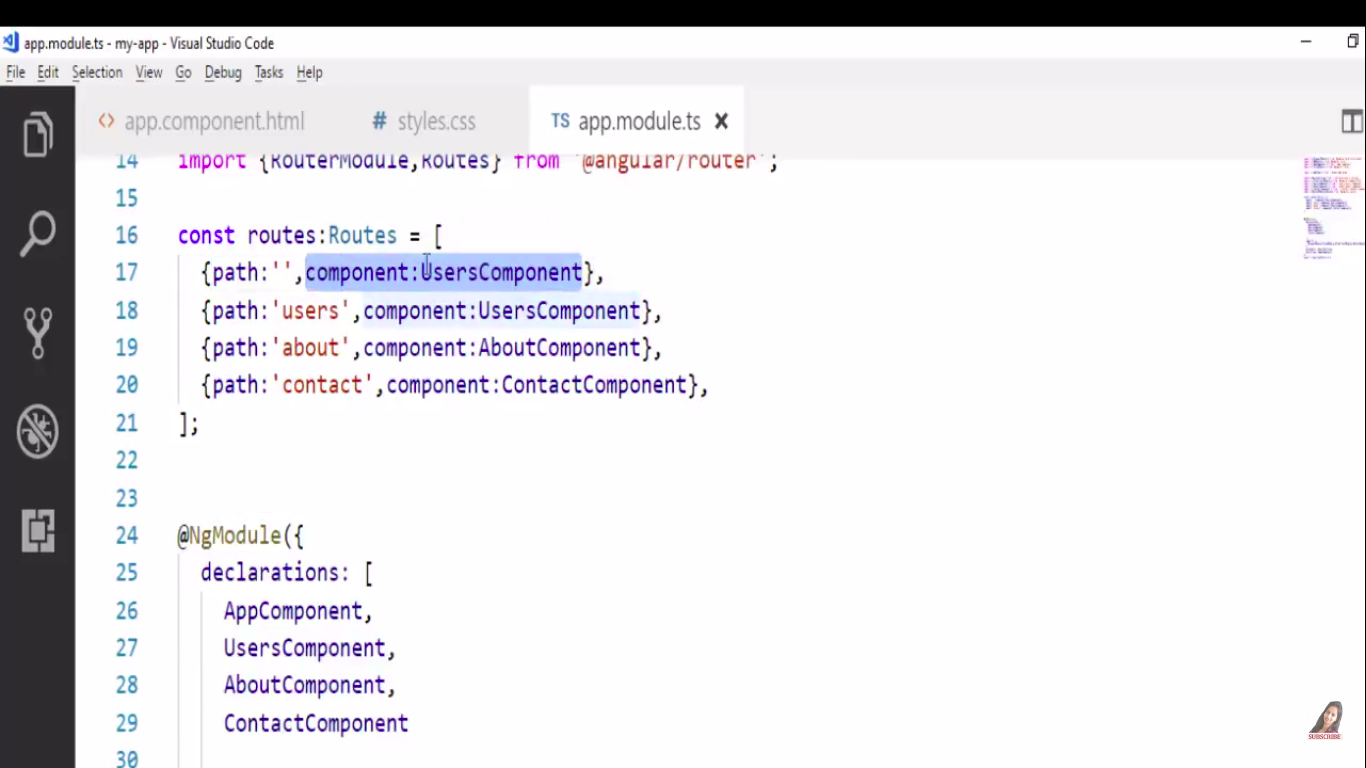 app.module.ts - my-app - Visual Studio Code
File Edit Selection View Go Debug Tasks Help
<> app.component.html # styles.css TS app.module.ts ×
14 import {RouterModule,Routes} from '@angular/router';
15
16 const routes:Routes = [
17 {path:'',component:UsersComponent},
18 {path:'users',component:UsersComponent},
19 {path:'about',component:AboutComponent},
20 {path:'contact',component:ContactComponent},
21 ];
22
23
24 @NgModule({
25 declarations: [
26 AppComponent,
27 UsersComponent,
28 AboutComponent,
29 ContactComponent
30
SUBSCRIBE